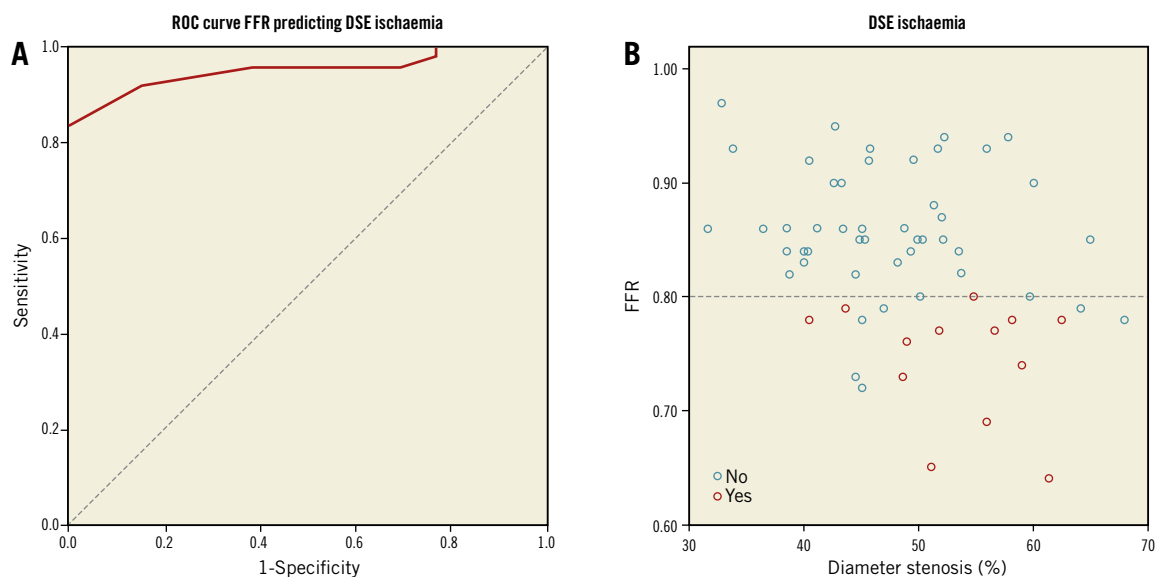 A
ROC curve FFR predicting DSE ischaemia
1.0
0.8
0.6
0.4
0.2
0.0
Sensitivity
0.0 0.2 0.4 0.6 0.8 1.0
1-Specificity
B
DSE ischaemia
1.00
0.90
0.80
0.70
0.60
FFR
No
Yes
30 40 50 60 70
Diameter stenosis (%)